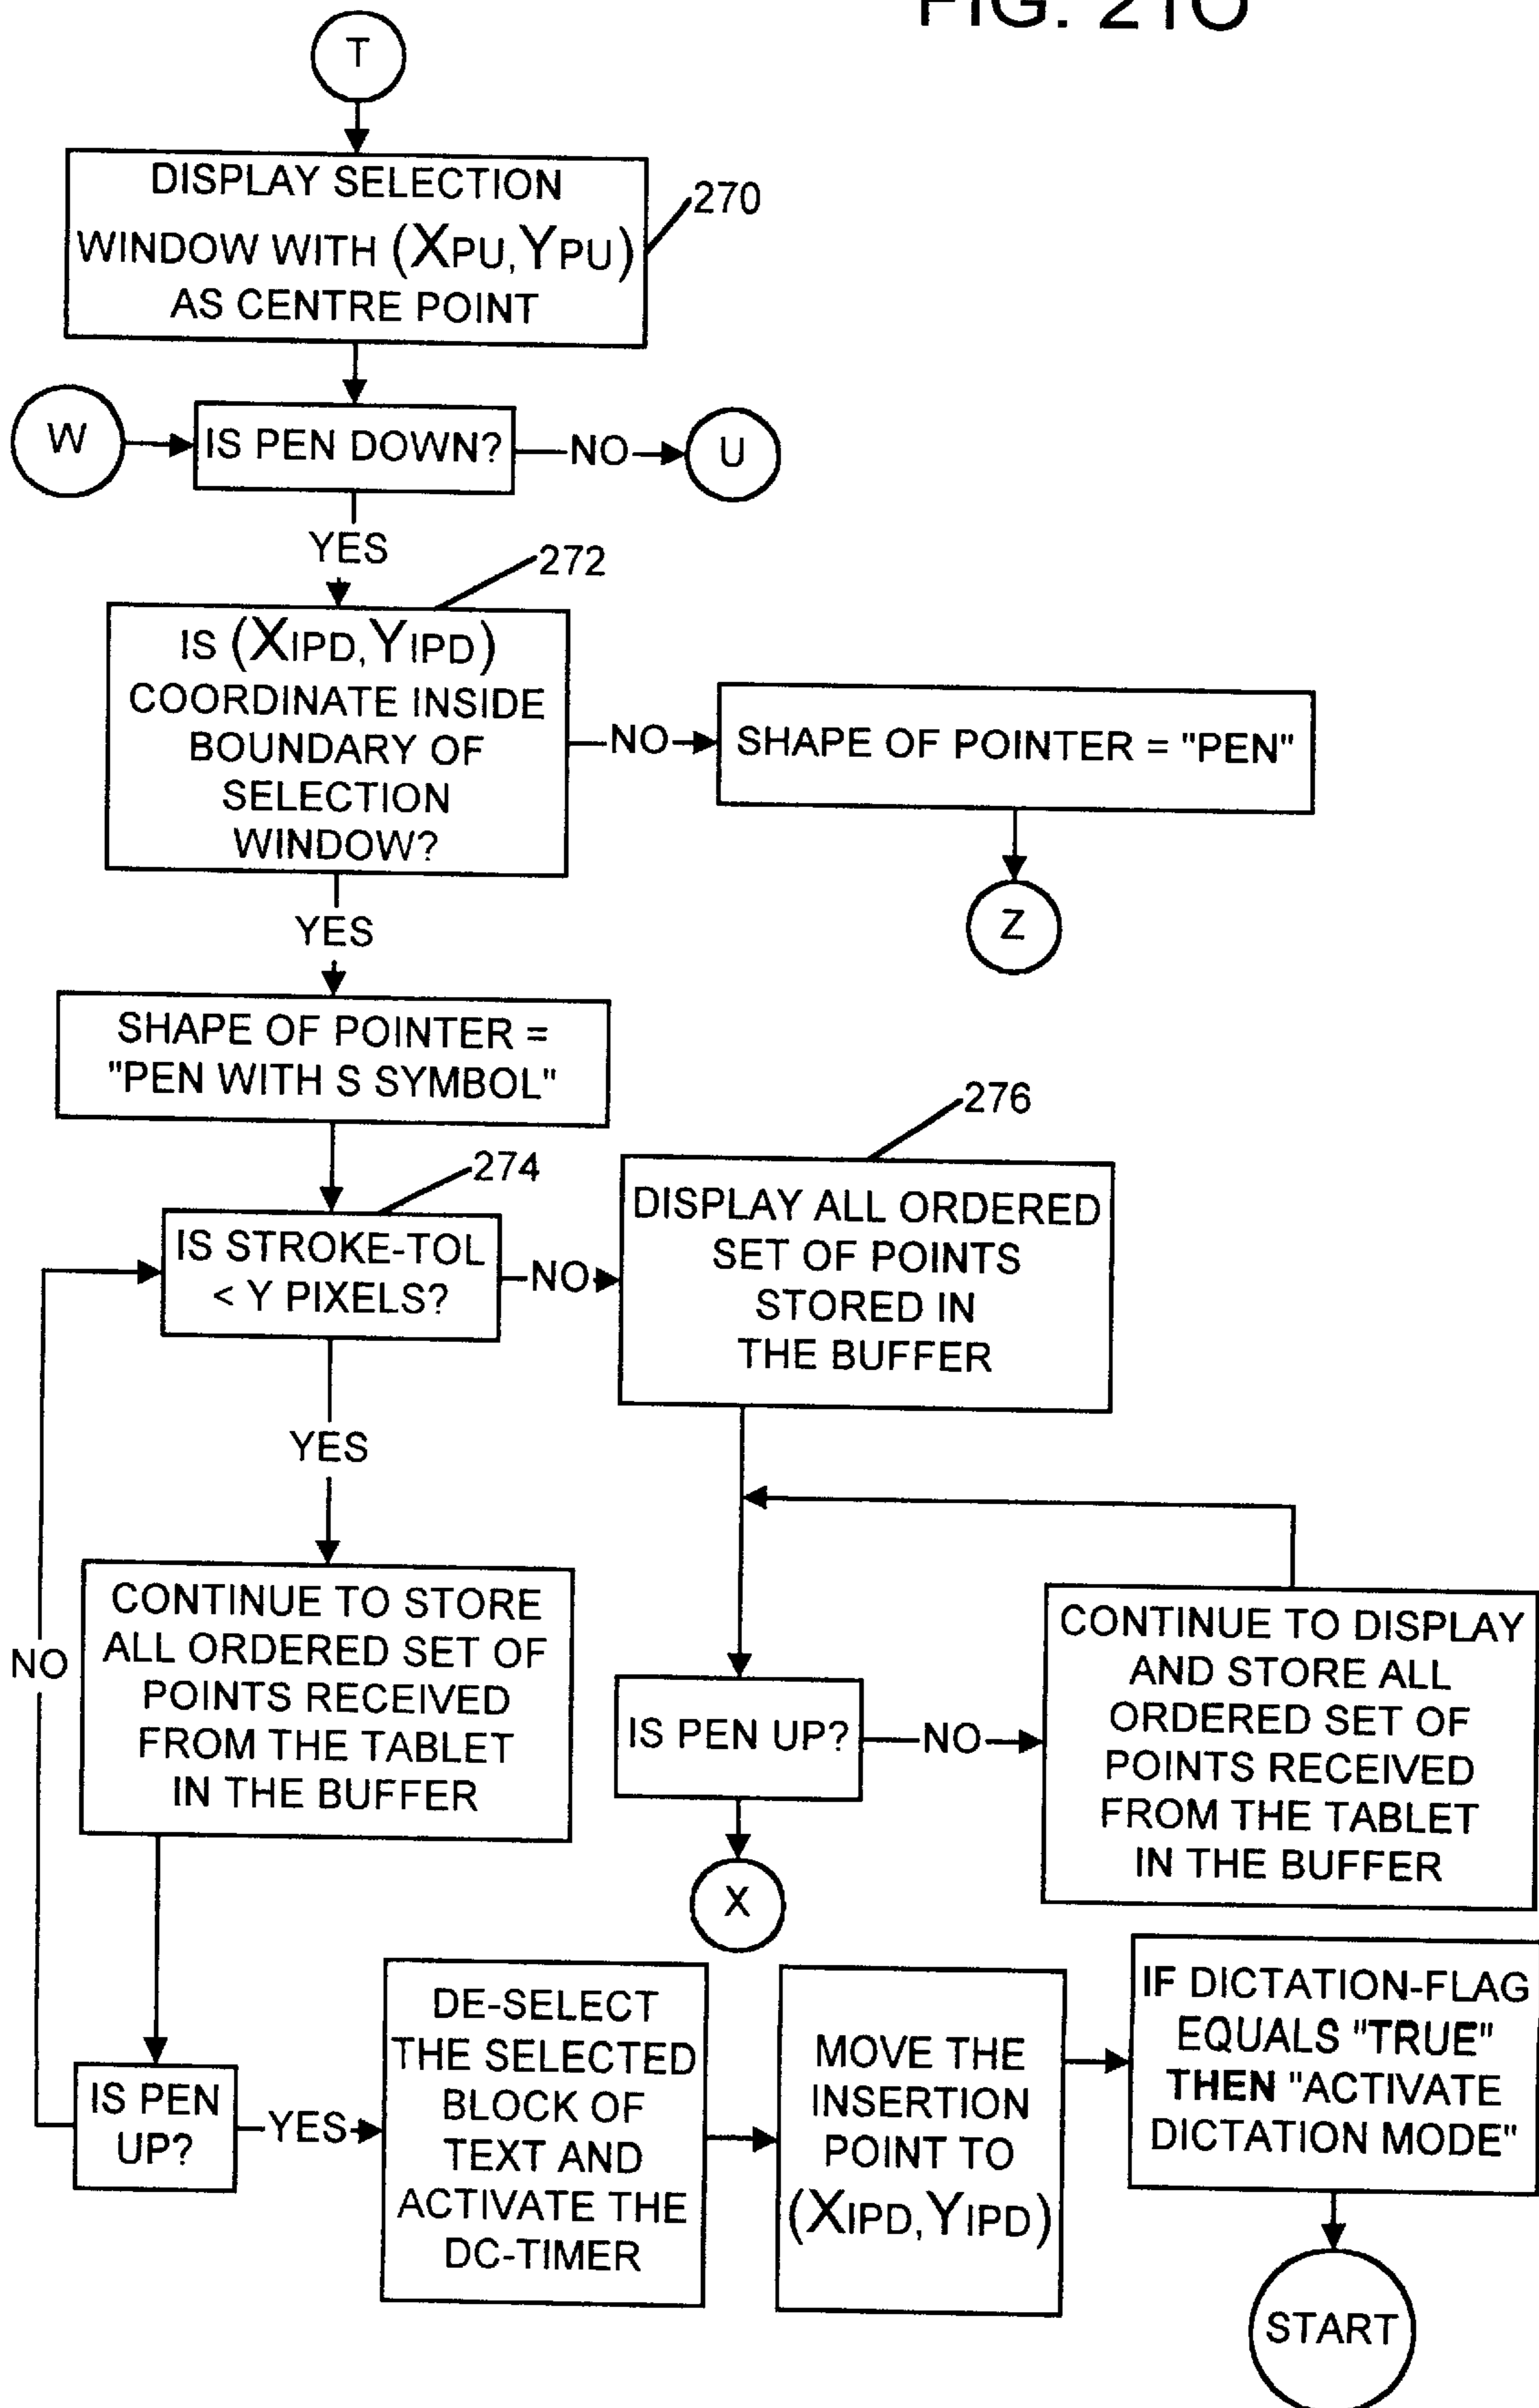 FIG. 21O
T
DISPLAY SELECTION
WINDOW WITH (XPU, YPU)
AS CENTRE POINT
270
W
IS PEN DOWN?
NO
U
YES
272
IS (XIPD, YIPD)
COORDINATE INSIDE
BOUNDARY OF
SELECTION
WINDOW?
NO
SHAPE OF POINTER = "PEN"
Z
YES
SHAPE OF POINTER =
"PEN WITH S SYMBOL"
274
276
IS STROKE-TOL
< Y PIXELS?
NO
DISPLAY ALL ORDERED
SET OF POINTS
STORED IN
THE BUFFER
YES
CONTINUE TO STORE
ALL ORDERED SET OF
POINTS RECEIVED
FROM THE TABLET
IN THE BUFFER
NO
IS PEN UP?
NO
CONTINUE TO DISPLAY
AND STORE ALL
ORDERED SET OF
POINTS RECEIVED
FROM THE TABLET
IN THE BUFFER
X
IS PEN
UP?
YES
DE-SELECT
THE SELECTED
BLOCK OF
TEXT AND
ACTIVATE THE
DC-TIMER
MOVE THE
INSERTION
POINT TO
(XIPD, YIPD)
IF DICTATION-FLAG
EQUALS "TRUE"
THEN "ACTIVATE
DICTATION MODE"
START